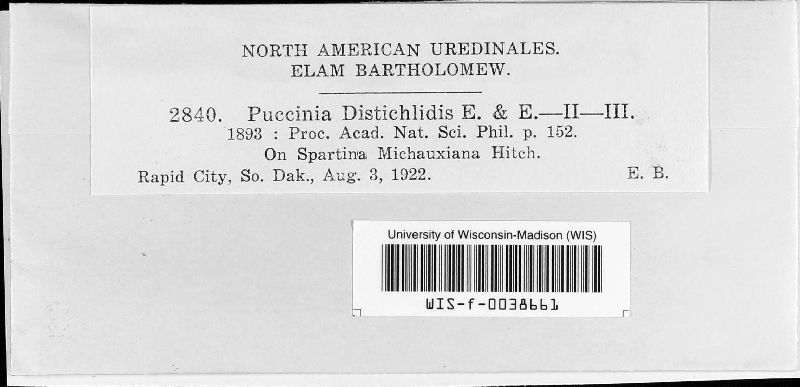 NORTH AMERICAN UREDINALES.
ELAM BARTHOLOMEW.
2840. Puccinia Distichlidis E. & E.—II—III.
1893 : Proc. Acad. Nat. Sci. Phil. p. 152.
On Spartina Michauxiana Hitch.
Rapid City, So. Dak., Aug. 3, 1922. E. B.
University of Wisconsin-Madison (WIS)
WIS-f-0038661